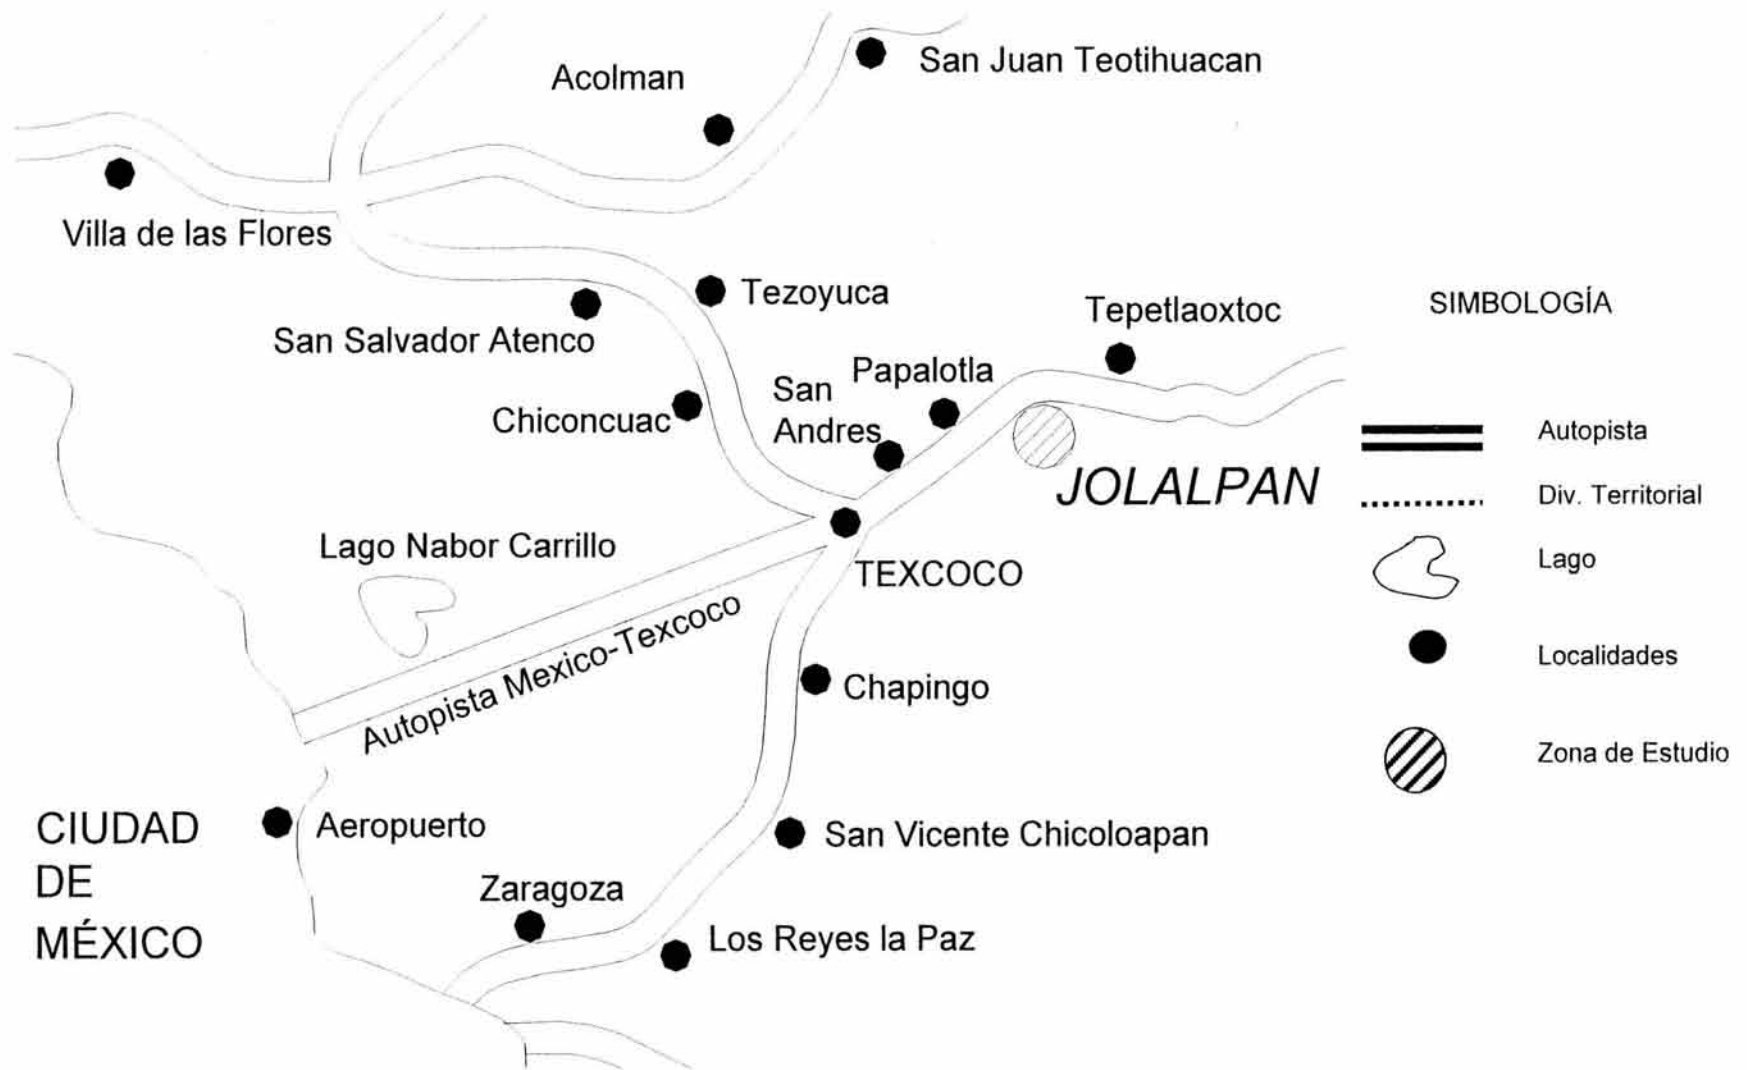 San Juan Teotihuacan
Acolman
Villa de las Flores
Tezoyuca
San Salvador Atenco
Tepetlaoxtoc
SIMBOLOGÍA
Papalotla
San
Andres
Chiconcuac
Autopista
JOLALPAN
Div. Territorial
Lago Nabor Carrillo
TEXCOCO
Lago
Autopista Mexico-Texcoco
Chapingo
Localidades
Zona de Estudio
CIUDAD
DE
MÉXICO
Aeropuerto
San Vicente Chicoloapan
Zaragoza
Los Reyes la Paz